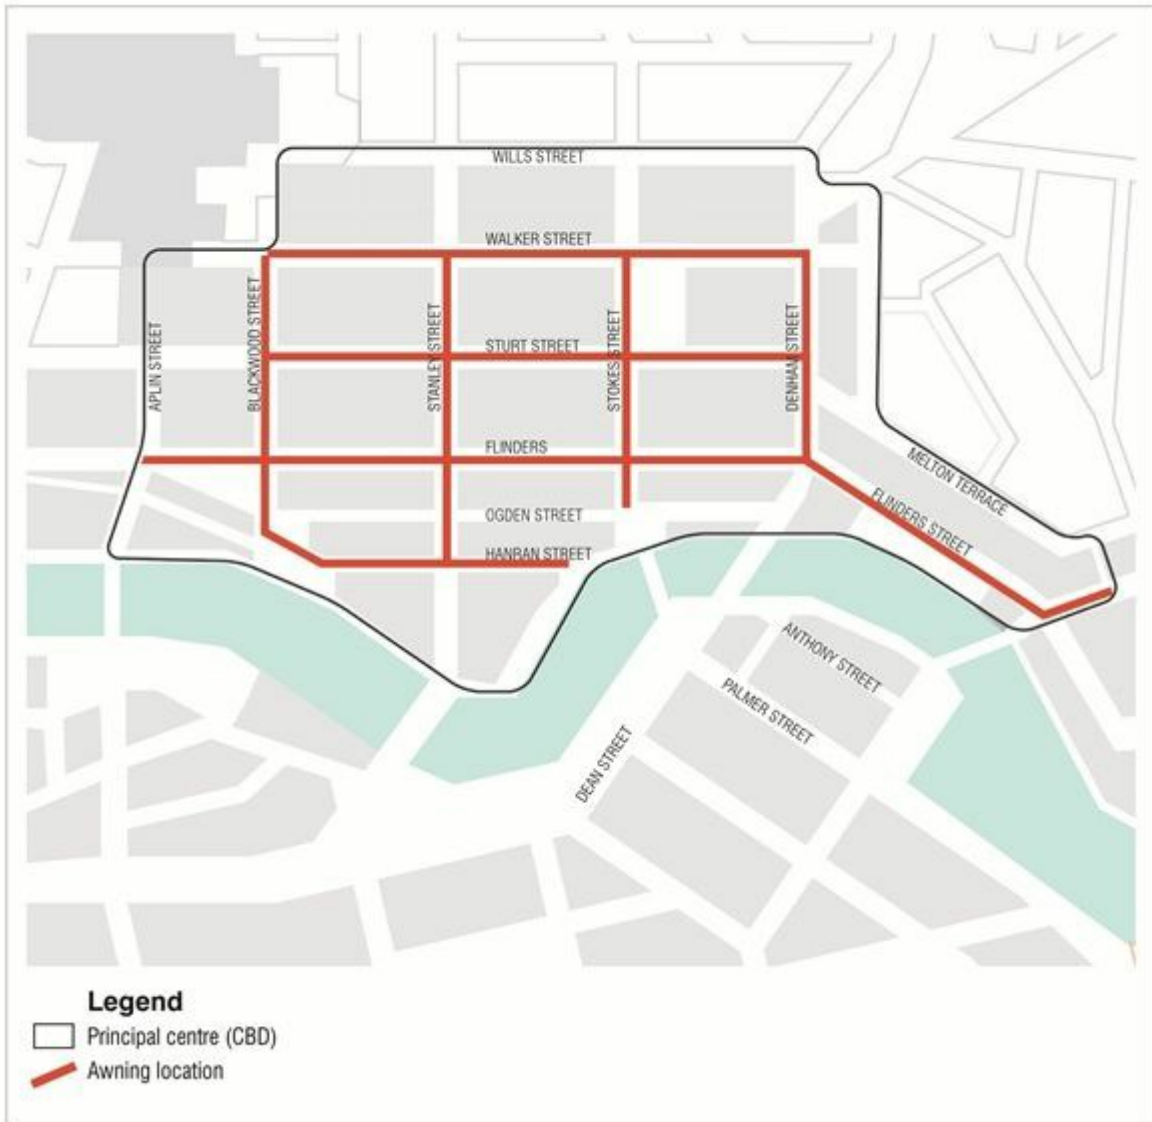 WILLS STREET
WALKER STREET
BLACKWOOD STREET
STANLEY STREET
STOKES STREET
DENHAM STREET
APLIN STREET
STURT STREET
FLINDERS
MELTON TERRACE
FLINDERS STREET
OGDEN STREET
HANRAN STREET
ANTHONY STREET
PALMER STREET
DEAN STREET
Legend
Principal centre (CBD)
Awning location